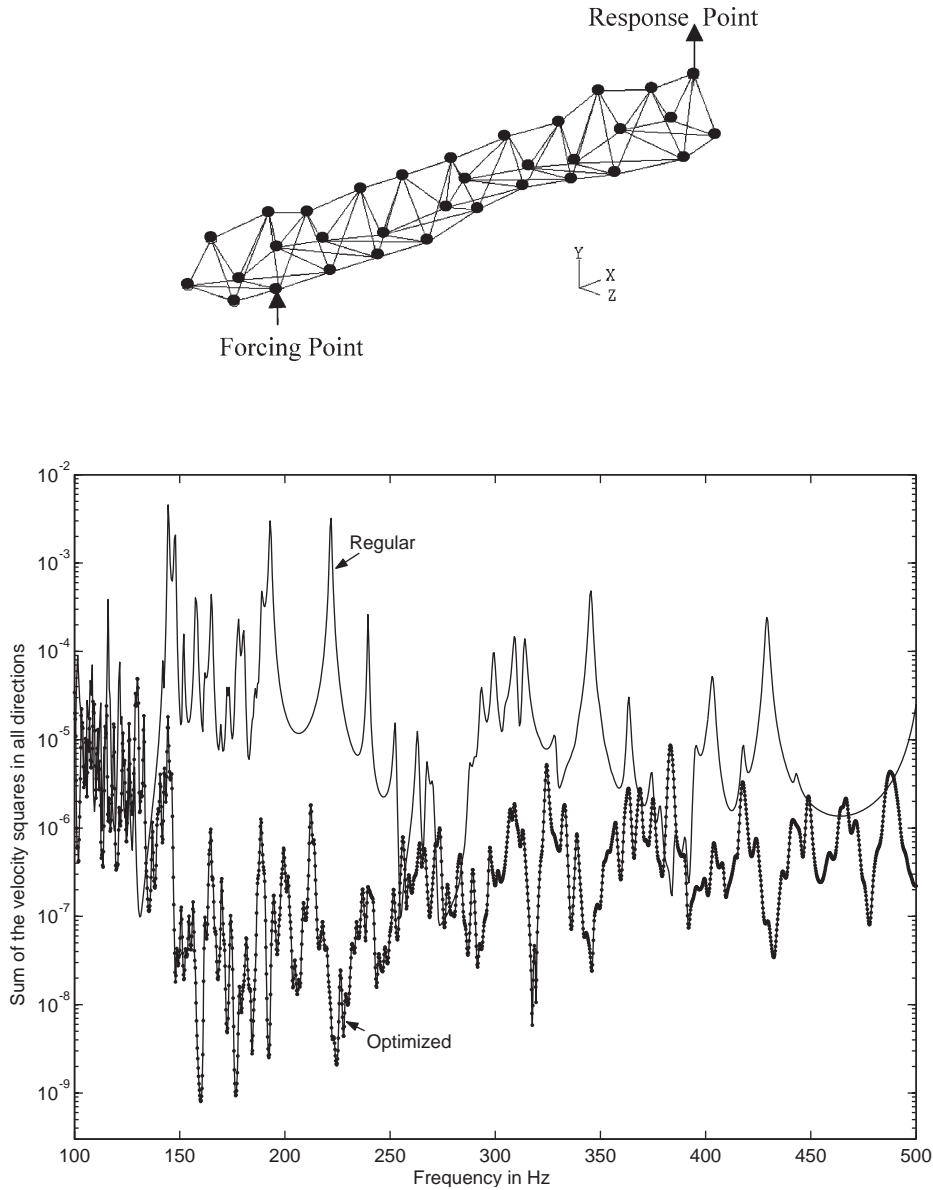 Response Point
Y
X
Z
Forcing Point
10-2
10-3
10-4
10-5
10-6
10-7
10-8
10-9
Sum of the velocity squares in all directions
Regular
Optimized
100 150 200 250 300 350 400 450 500
Frequency in Hz